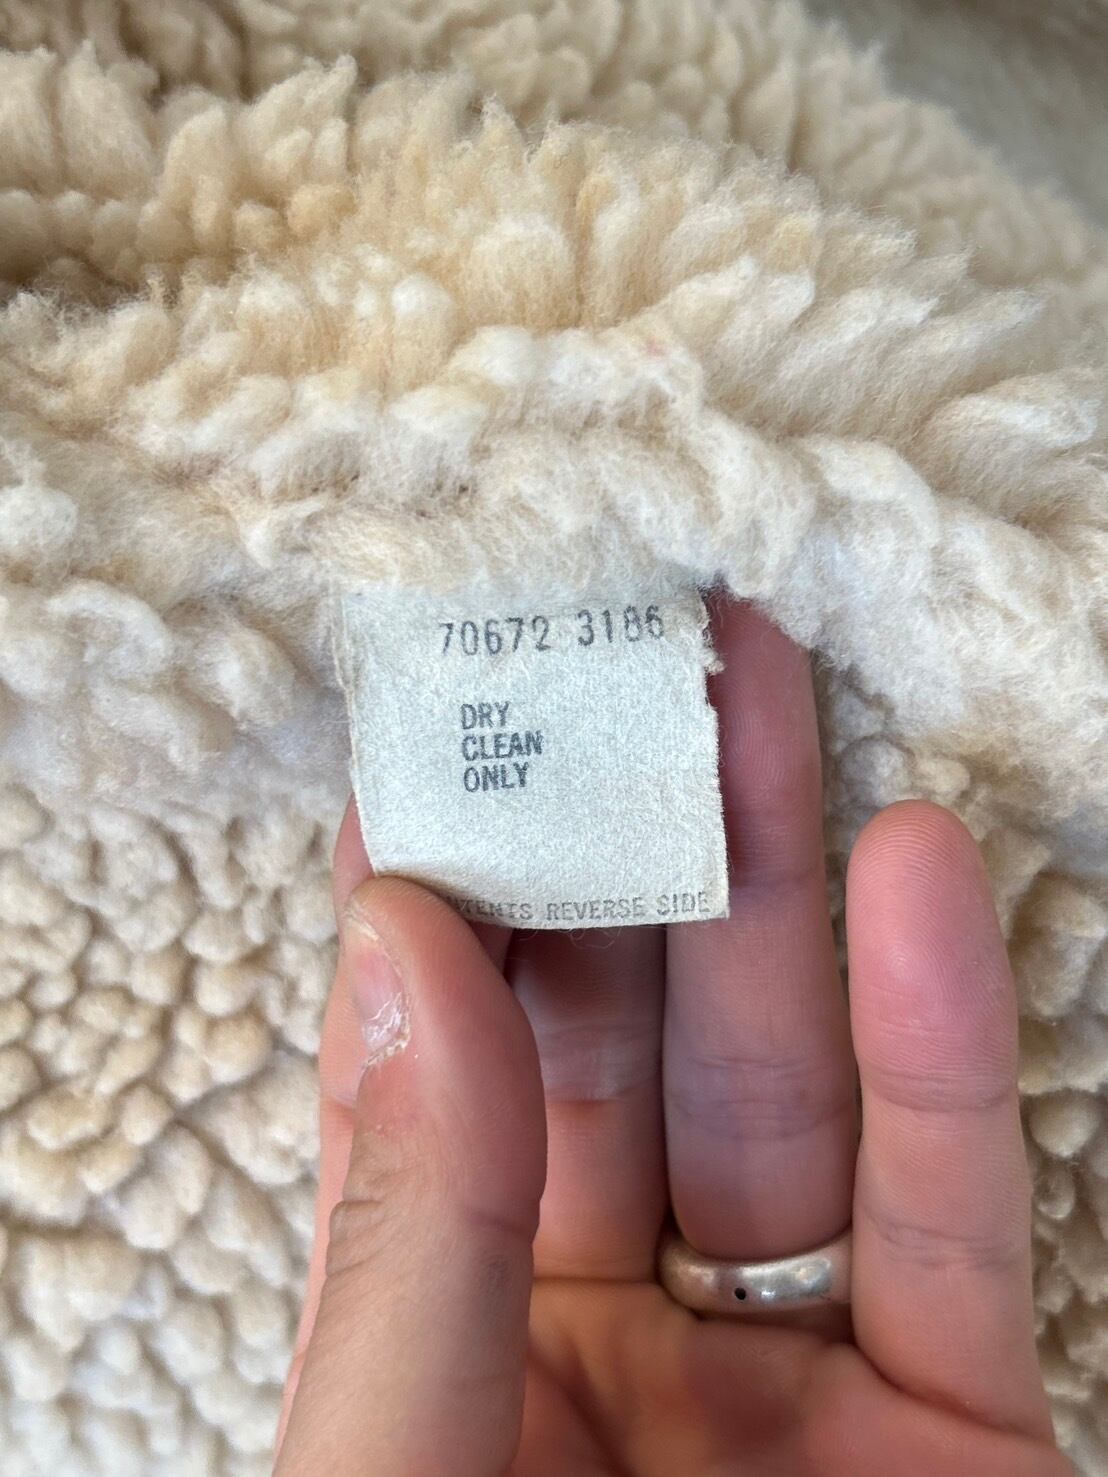 70672 3186
DRY
CLEAN
ONLY
REVERSE SIDE